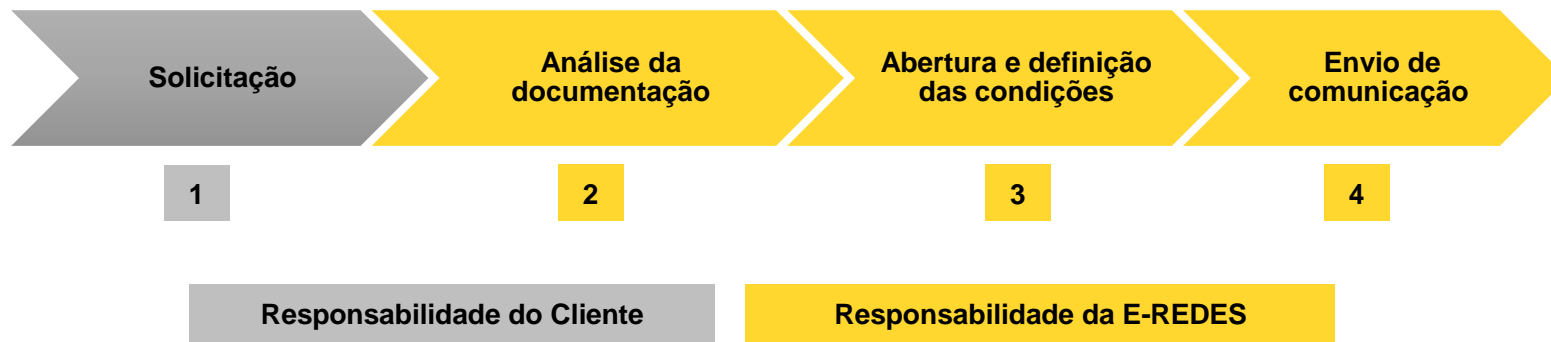 Solicitação
Análise da
documentação
Abertura e definição
das condições
Envio de
comunicação
1
2
3
4
Responsabilidade do Cliente
Responsabilidade da E-REDES